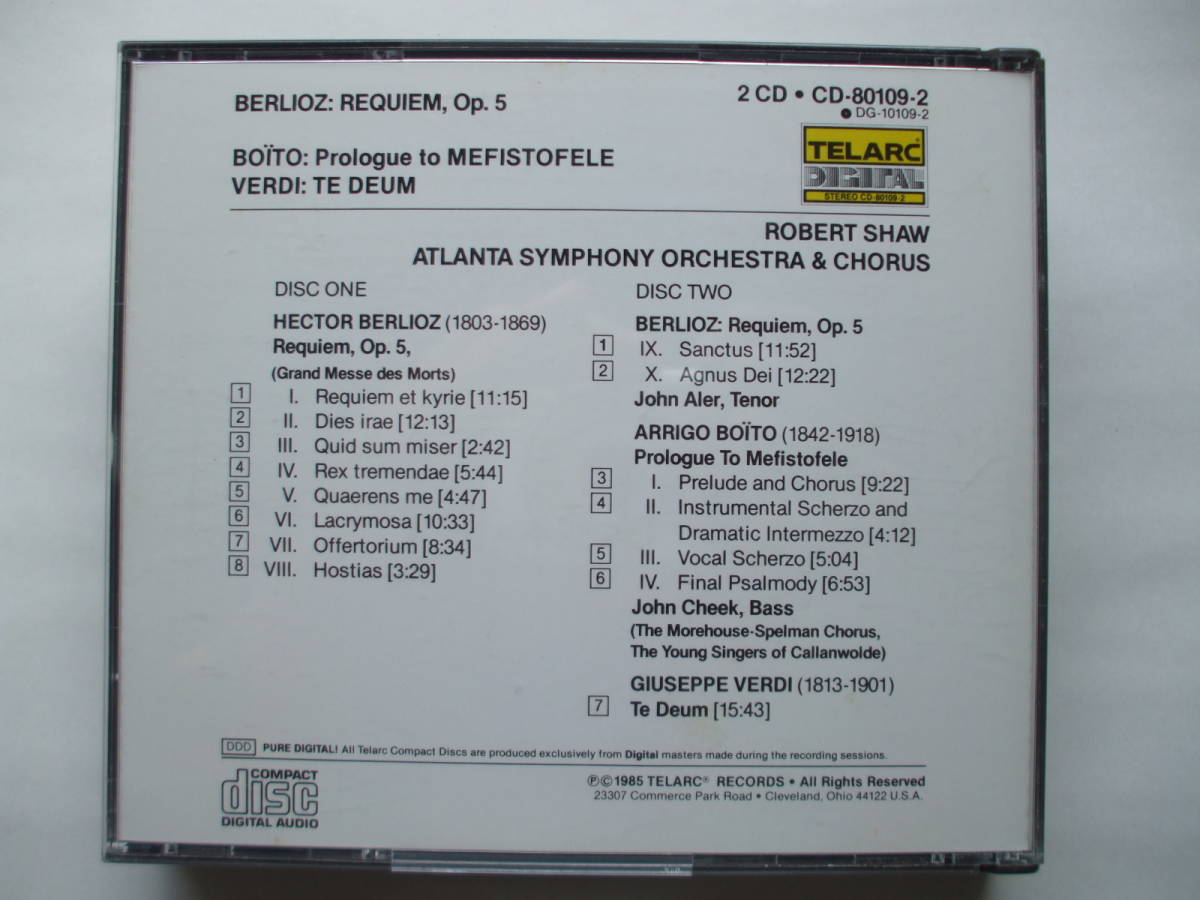 BERLIOZ: REQUIEM, Op. 5
2 CD • CD-80109-2
DG-10109-2
BOÏTO: Prologue to MEFISTOFELE
VERDI: TE DEUM
TELARC®
DIGITAL
STEREO CD-80109-2
ROBERT SHAW
ATLANTA SYMPHONY ORCHESTRA & CHORUS
DISC ONE
HECTOR BERLIOZ (1803-1869)
Requiem, Op. 5,
(Grand Messe des Morts)
1 I. Requiem et kyrie [11:15]
2 II. Dies irae [12:13]
3 III. Quid sum miser [2:42]
4 IV. Rex tremendae [5:44]
5 V. Quaerens me [4:47]
6 VI. Lacrymosa [10:33]
7 VII. Offertorium [8:34]
8 VIII. Hostias [3:29]
DISC TWO
BERLIOZ: Requiem, Op. 5
1 IX. Sanctus [11:52]
2 X. Agnus Dei [12:22]
John Aler, Tenor
ARRIGO BOÏTO (1842-1918)
Prologue To Mefistofele
3 I. Prelude and Chorus [9:22]
4 II. Instrumental Scherzo and
Dramatic Intermezzo [4:12]
5 III. Vocal Scherzo [5:04]
6 IV. Final Psalmody [6:53]
John Cheek, Bass
(The Morehouse-Spelman Chorus,
The Young Singers of Callanwolde)
GIUSEPPE VERDI (1813-1901)
7 Te Deum [15:43]
DDD PURE DIGITAL! All Telarc Compact Discs are produced exclusively from Digital masters made during the recording sessions.
COMPACT
disc
DIGITAL AUDIO
℗©1985 TELARC® RECORDS • All Rights Reserved
23307 Commerce Park Road • Cleveland, Ohio 44122 U.S.A.